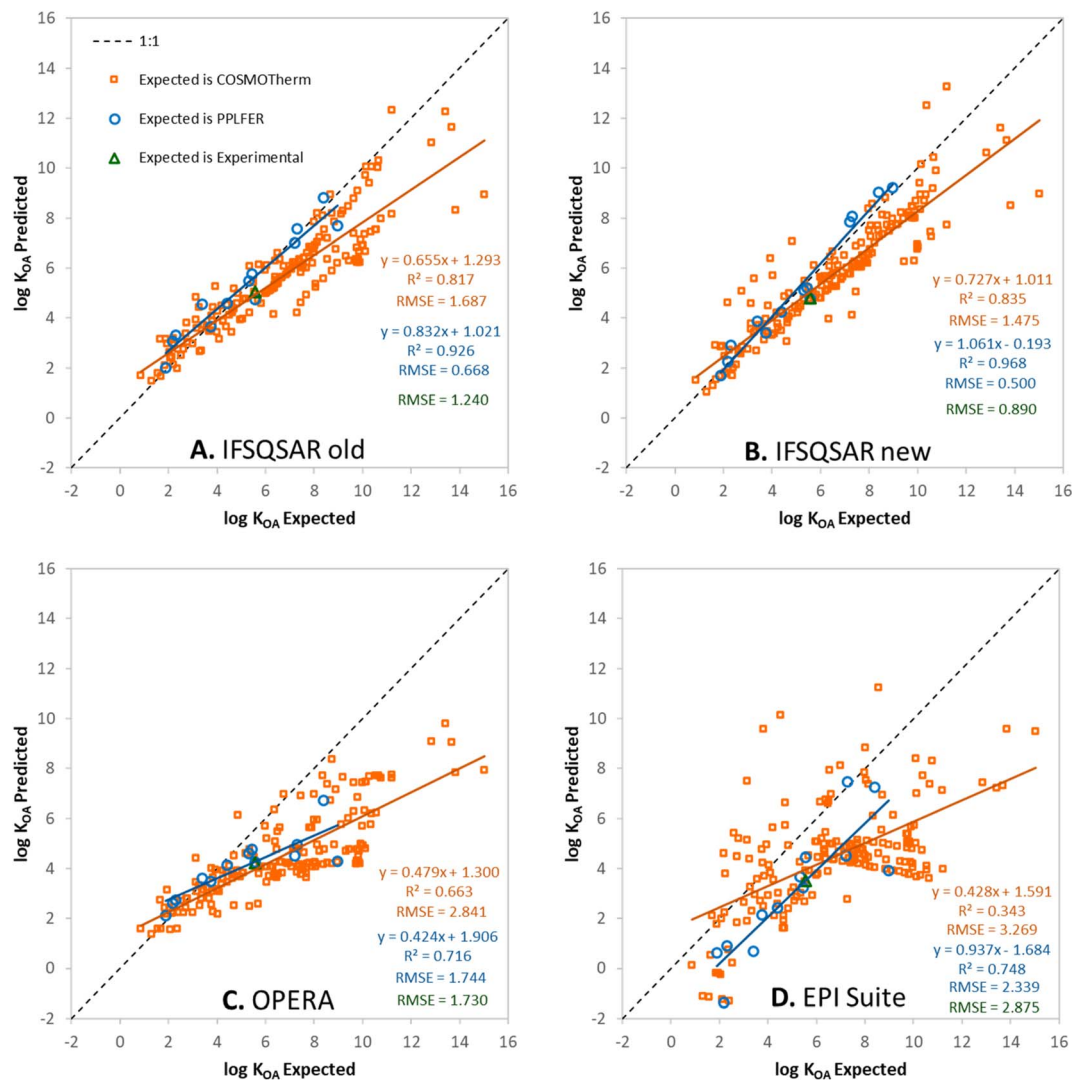 16
14
12
10
8
6
4
2
0
-2
log KOA Predicted
1:1
Expected is COSMOTherm
Expected is PPLFER
Expected is Experimental
y = 0.655x + 1.293
R² = 0.817
RMSE = 1.687
y = 0.832x + 1.021
R² = 0.926
RMSE = 0.668
RMSE = 1.240
A. IFSQSAR old
-2 0 2 4 6 8 10 12 14 16
log KOA Expected
16
14
12
10
8
6
4
2
0
-2
log KOA Predicted
y = 0.727x + 1.011
R² = 0.835
RMSE = 1.475
y = 1.061x - 0.193
R² = 0.968
RMSE = 0.500
RMSE = 0.890
B. IFSQSAR new
-2 0 2 4 6 8 10 12 14 16
log KOA Expected
16
14
12
10
8
6
4
2
0
-2
log KOA Predicted
y = 0.479x + 1.300
R² = 0.663
RMSE = 2.841
y = 0.424x + 1.906
R² = 0.716
RMSE = 1.744
RMSE = 1.730
C. OPERA
-2 0 2 4 6 8 10 12 14 16
log KOA Expected
16
14
12
10
8
6
4
2
0
-2
log KOA Predicted
y = 0.428x + 1.591
R² = 0.343
RMSE = 3.269
y = 0.937x - 1.684
R² = 0.748
RMSE = 2.339
RMSE = 2.875
D. EPI Suite
-2 0 2 4 6 8 10 12 14 16
log KOA Expected